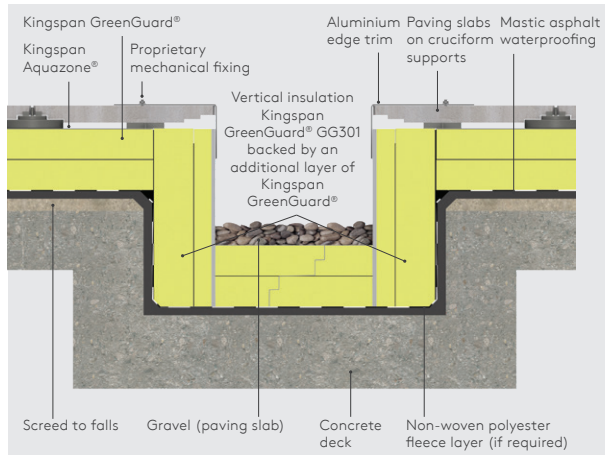 Kingspan GreenGuard®
Kingspan
Aquazone®
Proprietary
mechanical fixing
Vertical insulation
Kingspan
GreenGuard® GG301
backed by an
additional layer of
Kingspan
GreenGuard®
Aluminium
edge trim
Paving slabs
on cruciform
supports
Mastic asphalt
waterproofing
Screed to falls
Gravel (paving slab)
Concrete
deck
Non-woven polyester
fleece layer (if required)